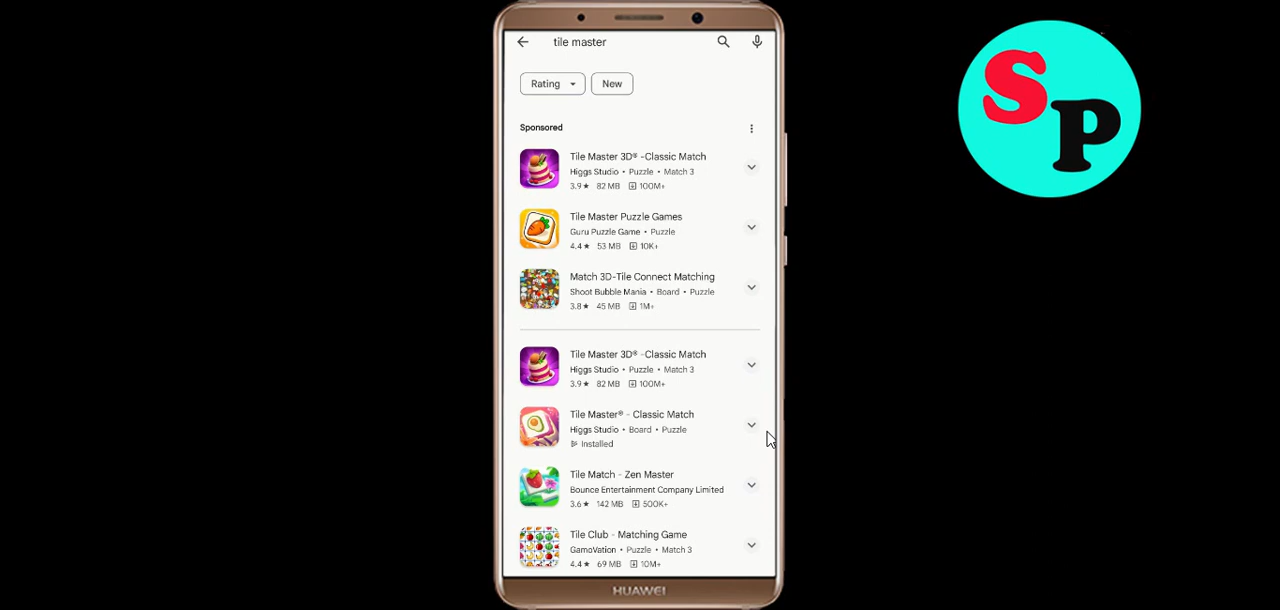 tile master
Rating
New
Sponsored
Tile Master 3D® -Classic Match
Higgs Studio • Puzzle • Match 3
3.9★ 82 MB 100M+
Tile Master Puzzle Games
Guru Puzzle Game • Puzzle
4.4★ 53 MB 10K+
Match 3D-Tile Connect Matching
Shoot Bubble Mania • Board • Puzzle
3.8★ 45 MB 1M+
Tile Master 3D® -Classic Match
Higgs Studio • Puzzle • Match 3
3.9★ 82 MB 100M+
Tile Master® - Classic Match
Higgs Studio • Board • Puzzle
Installed
Tile Match - Zen Master
Bounce Entertainment Company Limited
3.6★ 142 MB 500K+
Tile Club - Matching Game
GamoVation • Puzzle • Match 3
4.4★ 69 MB 10M+
HUAWEI
SP